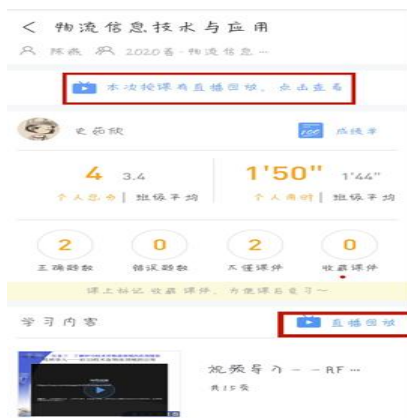 < 物流信息技术与应用
陈燕 2020春-物流信息…
本次授课有直播回放，点击查看
史茹欣
100 成绩单
4 3.4
个人总分 | 班级平均
1'50" 1'44"
个人用时 | 班级平均
2 0 2 0
正确题数 错误题数 不懂课件 收藏课件
课上标记 收藏 课件，方便课后复习~
学习内容
直播回放
视频导入--RF…
共15页